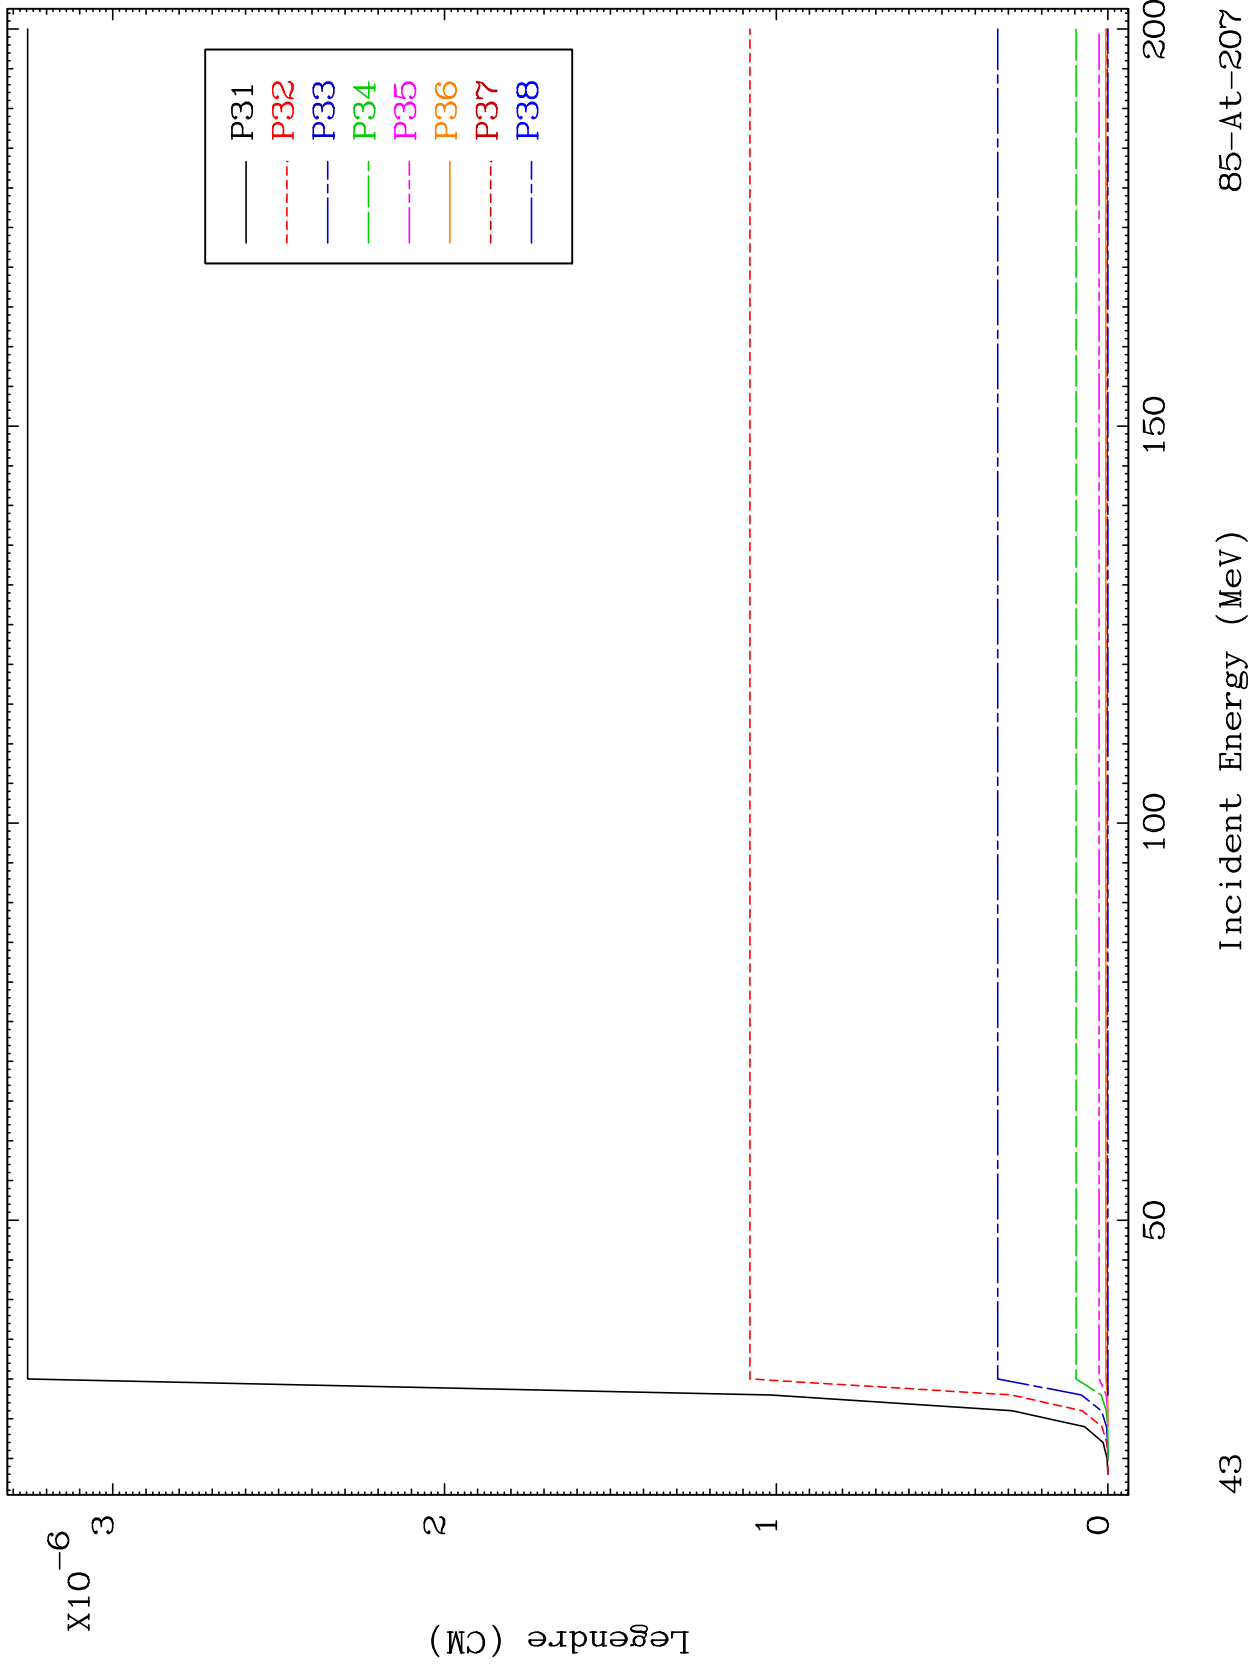 X10-6
3
2
1
0
Legendre (CM)
P31
P32
P33
P34
P35
P36
P37
P38
50
100
150
200
Incident Energy (MeV)
43
85-At-207